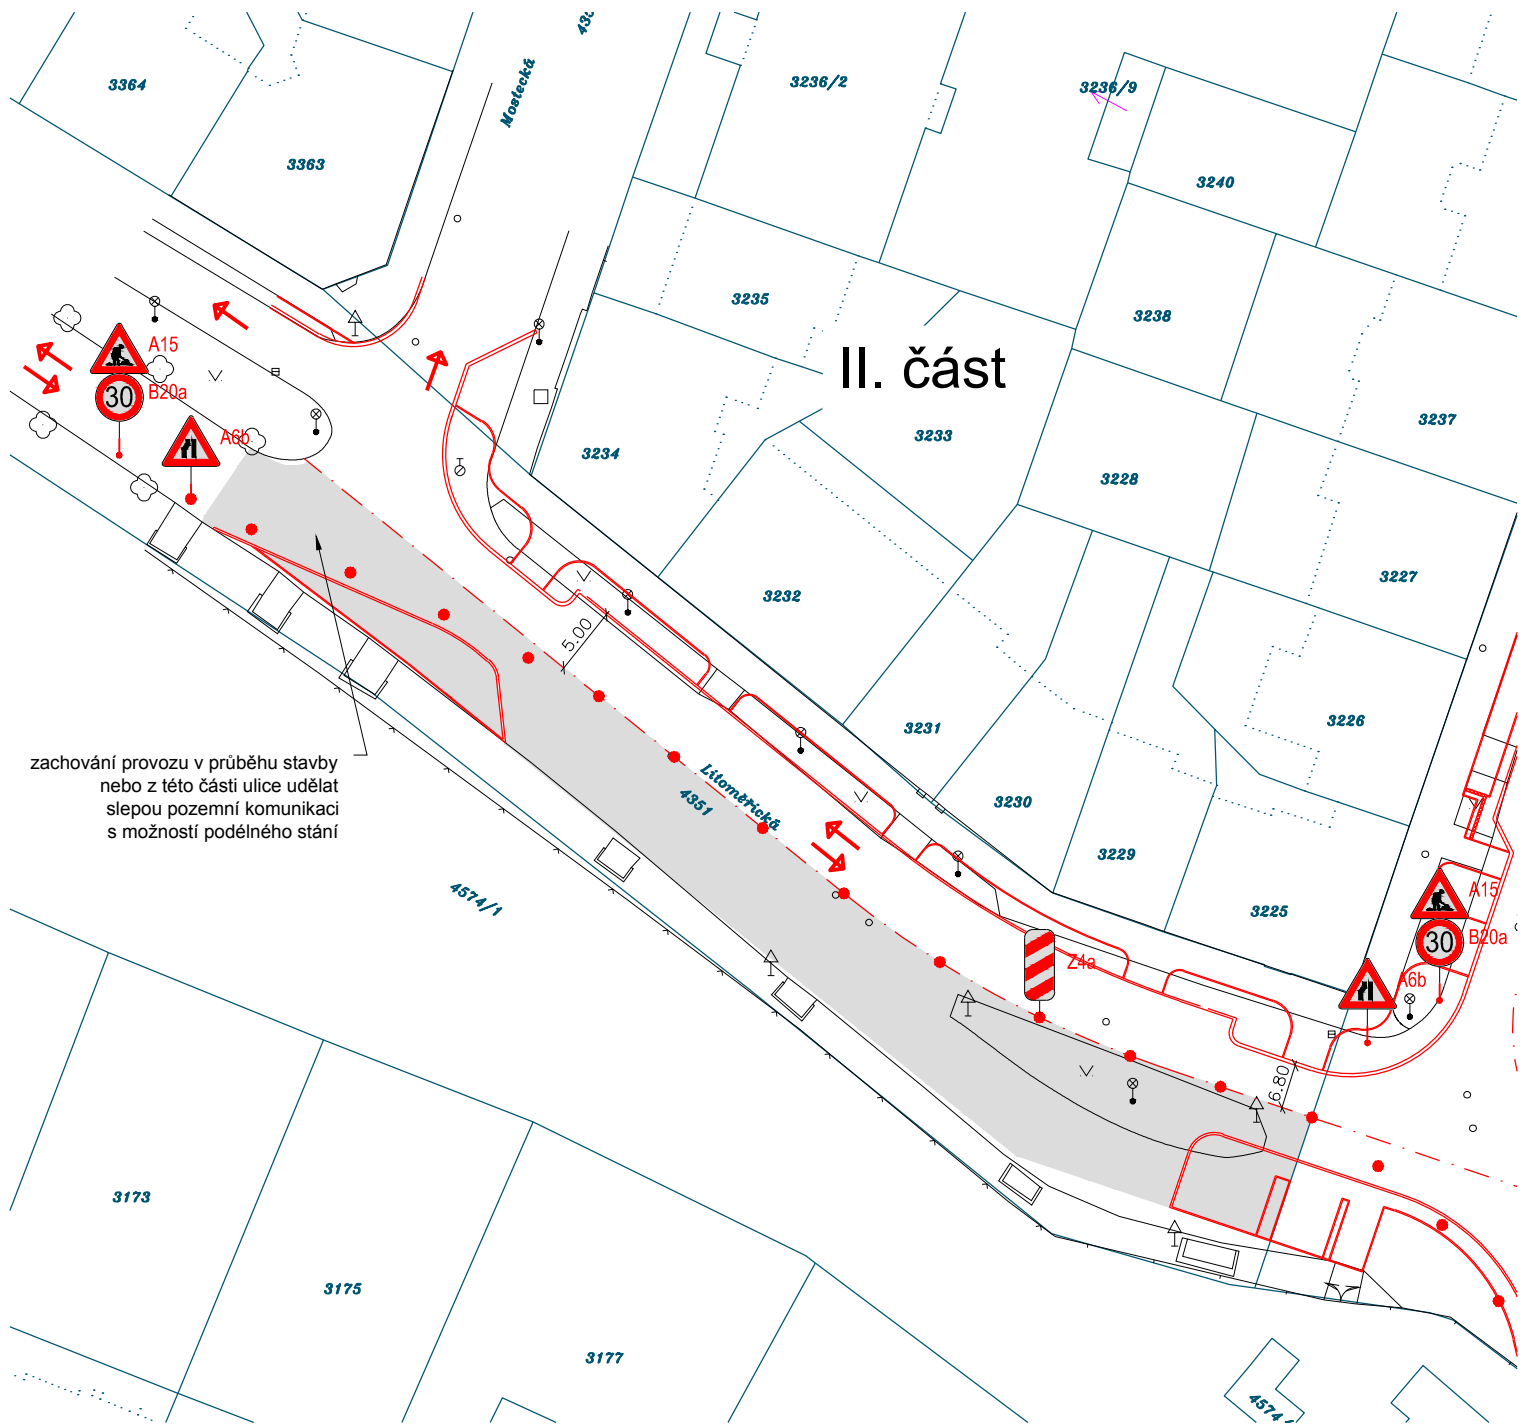 3364
3363
Mostecká
3236/2
3236/9
3240
3235
3238
II. část
A15
B20a
30
A6b
3234
3233
3237
3228
3232
3227
5.00
3231
3226
zachování provozu v průběhu stavby
nebo z této části ulice udělat
slepou pozemní komunikaci
s možností podélného stání
Litoměřická
4351
3230
3229
4574/1
3225
A15
B20a
30
Z4a
A6b
6.80
3173
3175
3177